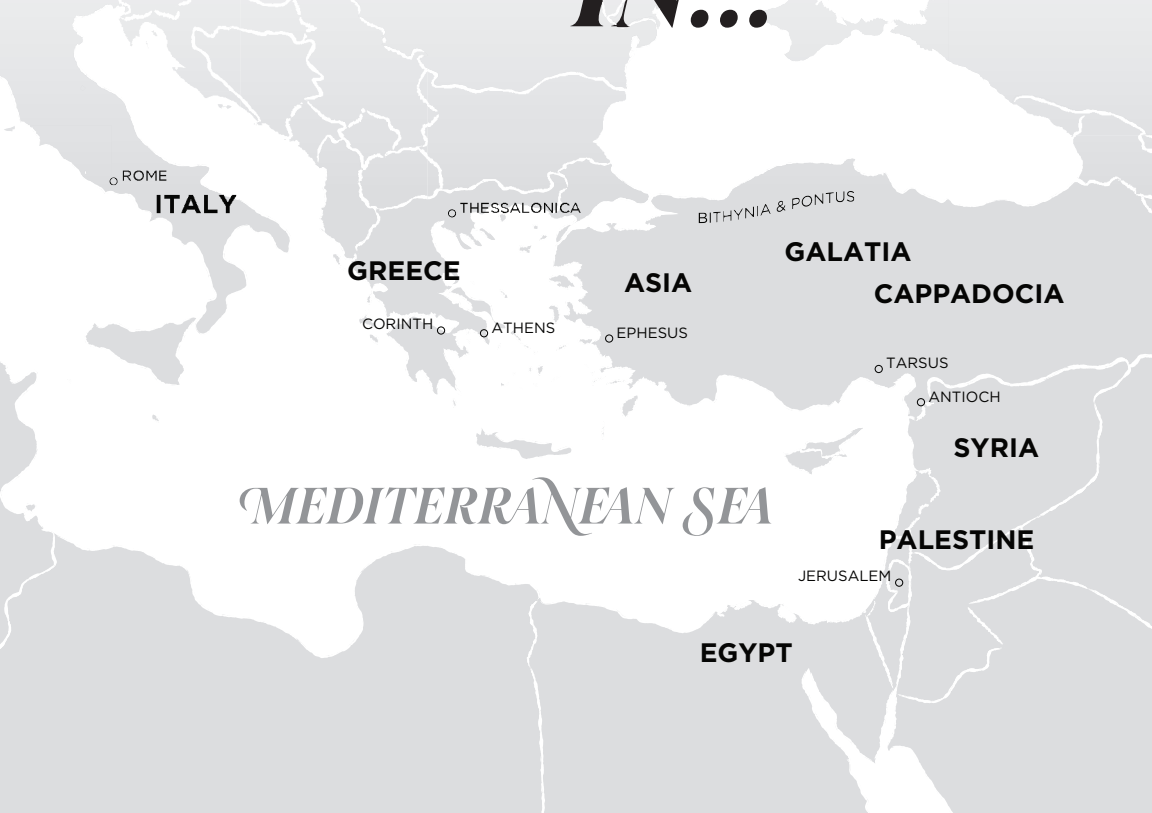 IN...
ROME
ITALY
BITHYNIA & PONTUS
THESSALONICA
GALATIA
GREECE
ASIA
CAPPADOCIA
CORINTH
ATHENS
EPHESUS
TARSUS
ANTIOCH
SYRIA
MEDITERRANEAN SEA
PALESTINE
JERUSALEM
EGYPT